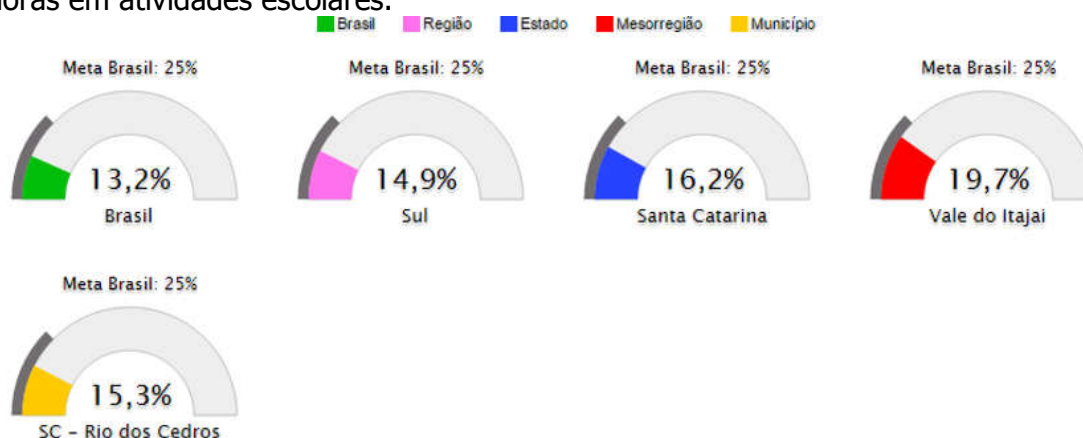 horas em atividades escolares.
Brasil Região Estado Mesorregião Município
Meta Brasil: 25% Meta Brasil: 25% Meta Brasil: 25% Meta Brasil: 25%
13,2% 14,9% 16,2% 19,7%
Brasil Sul Santa Catarina Vale do Itajai
Meta Brasil: 25%
15,3%
SC - Rio dos Cedros